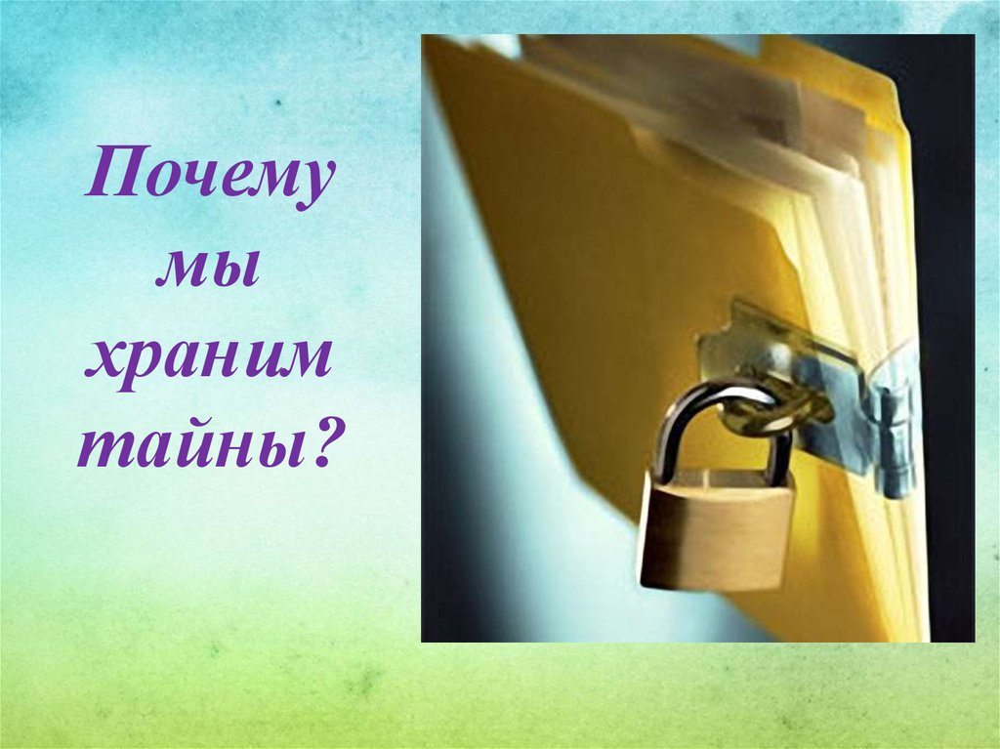 Почему
мы
храним
тайны?